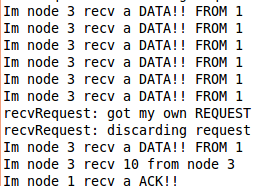 Im node 3 recv a DATA!! FROM 1
Im node 3 recv a DATA!! FROM 1
Im node 3 recv a DATA!! FROM 1
Im node 3 recv a DATA!! FROM 1
Im node 3 recv a DATA!! FROM 1
Im node 3 recv a DATA!! FROM 1
recvRequest: got my own REQUEST
recvRequest: discarding request
Im node 3 recv a DATA!! FROM 1
Im node 3 recv 10 from node 3
Im node 1 recv a ACK!!